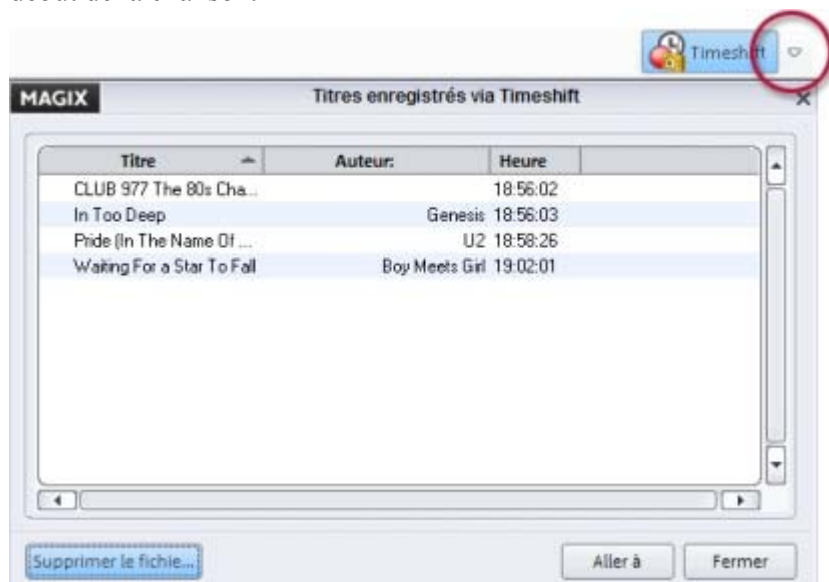 Timeshift
MAGIX Titres enregistrés via Timeshift
Titre Auteur: Heure
CLUB 977 The 80s Cha... 18:56:02
In Too Deep Genesis 18:56:03
Pride (In The Name Of ... U2 18:58:26
Waiting For a Star To Fall Boy Meets Girl 19:02:01
Supprimer le fichie... Aller à Fermer